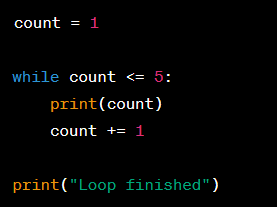 count = 1
while count <= 5:
    print(count)
    count += 1
print("Loop finished")